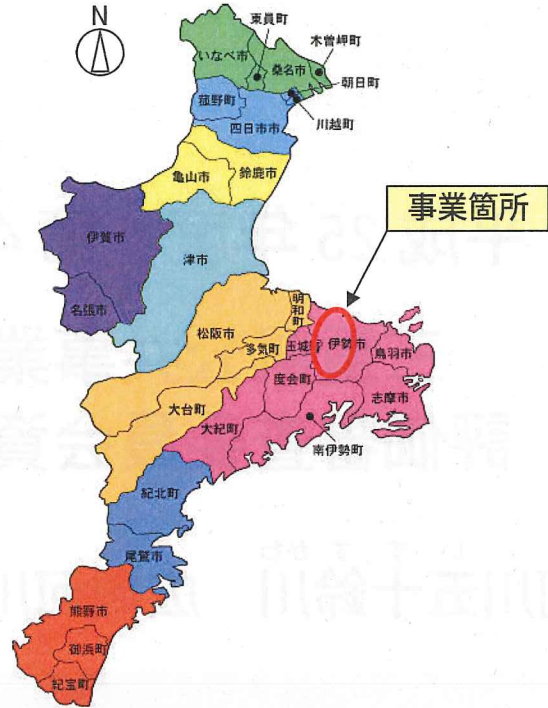 N
東員町
木曽岬町
いなべ市
桑名市
朝日町
菰野町
川越町
四日市市
亀山市
鈴鹿市
事業箇所
伊賀市
津市
名張市
明和町
松阪市
玉城町
伊勢市
多気町
鳥羽市
度会町
志摩市
大台町
大紀町
南伊勢町
紀北町
尾鷲市
熊野市
御浜町
紀宝町